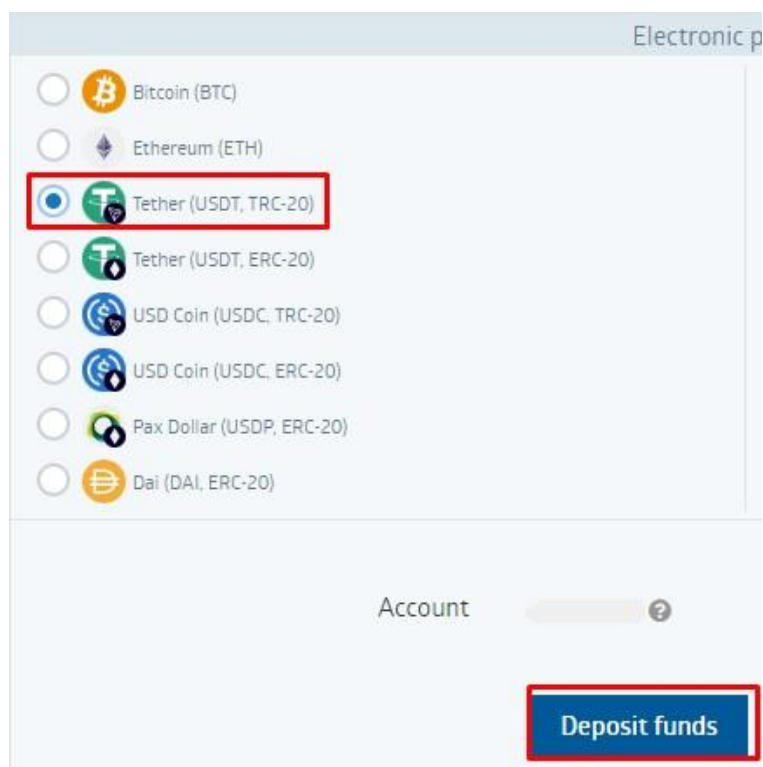 Electronic p
Bitcoin (BTC)
Ethereum (ETH)
Tether (USDT, TRC-20)
Tether (USDT, ERC-20)
USD Coin (USDC, TRC-20)
USD Coin (USDC, ERC-20)
Pax Dollar (USDP, ERC-20)
Dai (DAI, ERC-20)
Account
Deposit funds